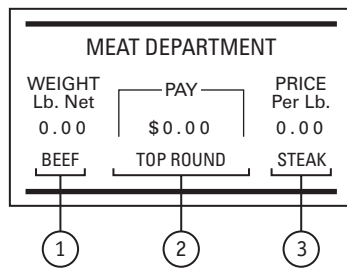 MEAT DEPARTMENT
WEIGHT PAY PRICE
Lb. Net Per Lb.
0.00 $0.00 0.00
BEEF TOP ROUND STEAK
1 2 3